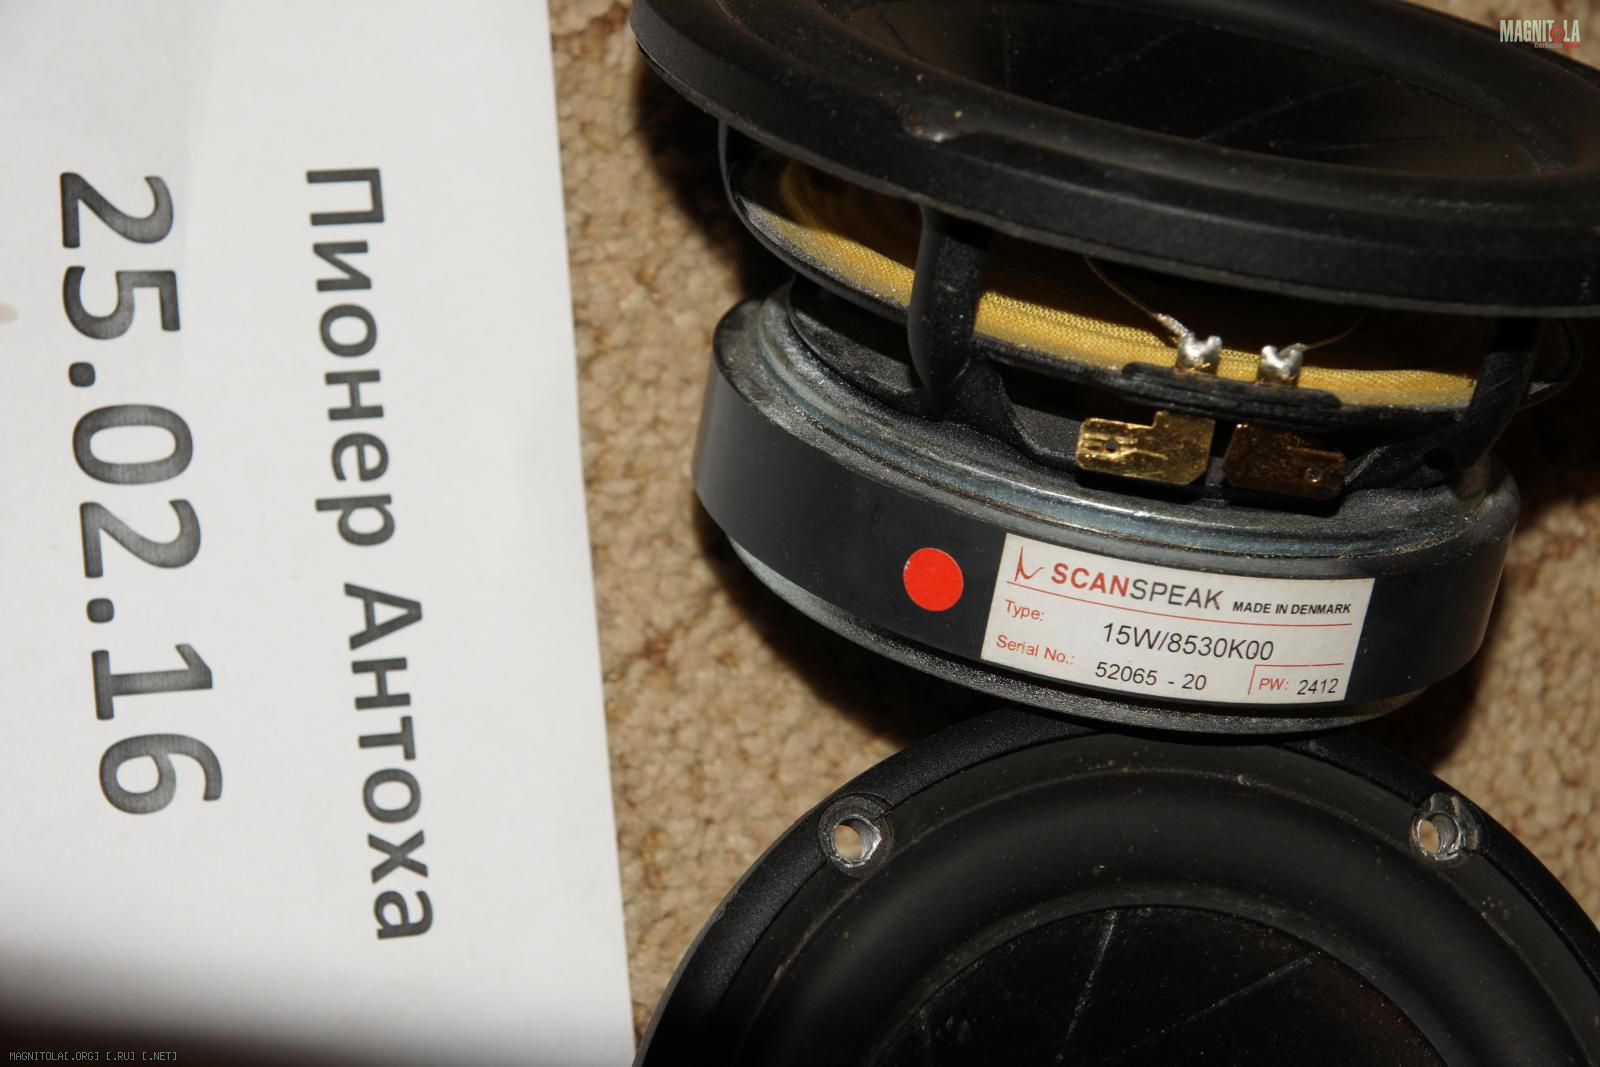 Пионер Антоха
25.02.16
SCANSPEAK MADE IN DENMARK
Type:
15W/8530K00
Serial No.:
52065 - 20
PW: 2412
MAGNITOLA
MAGNITOLA[.ORG] [.RU] [.NET]